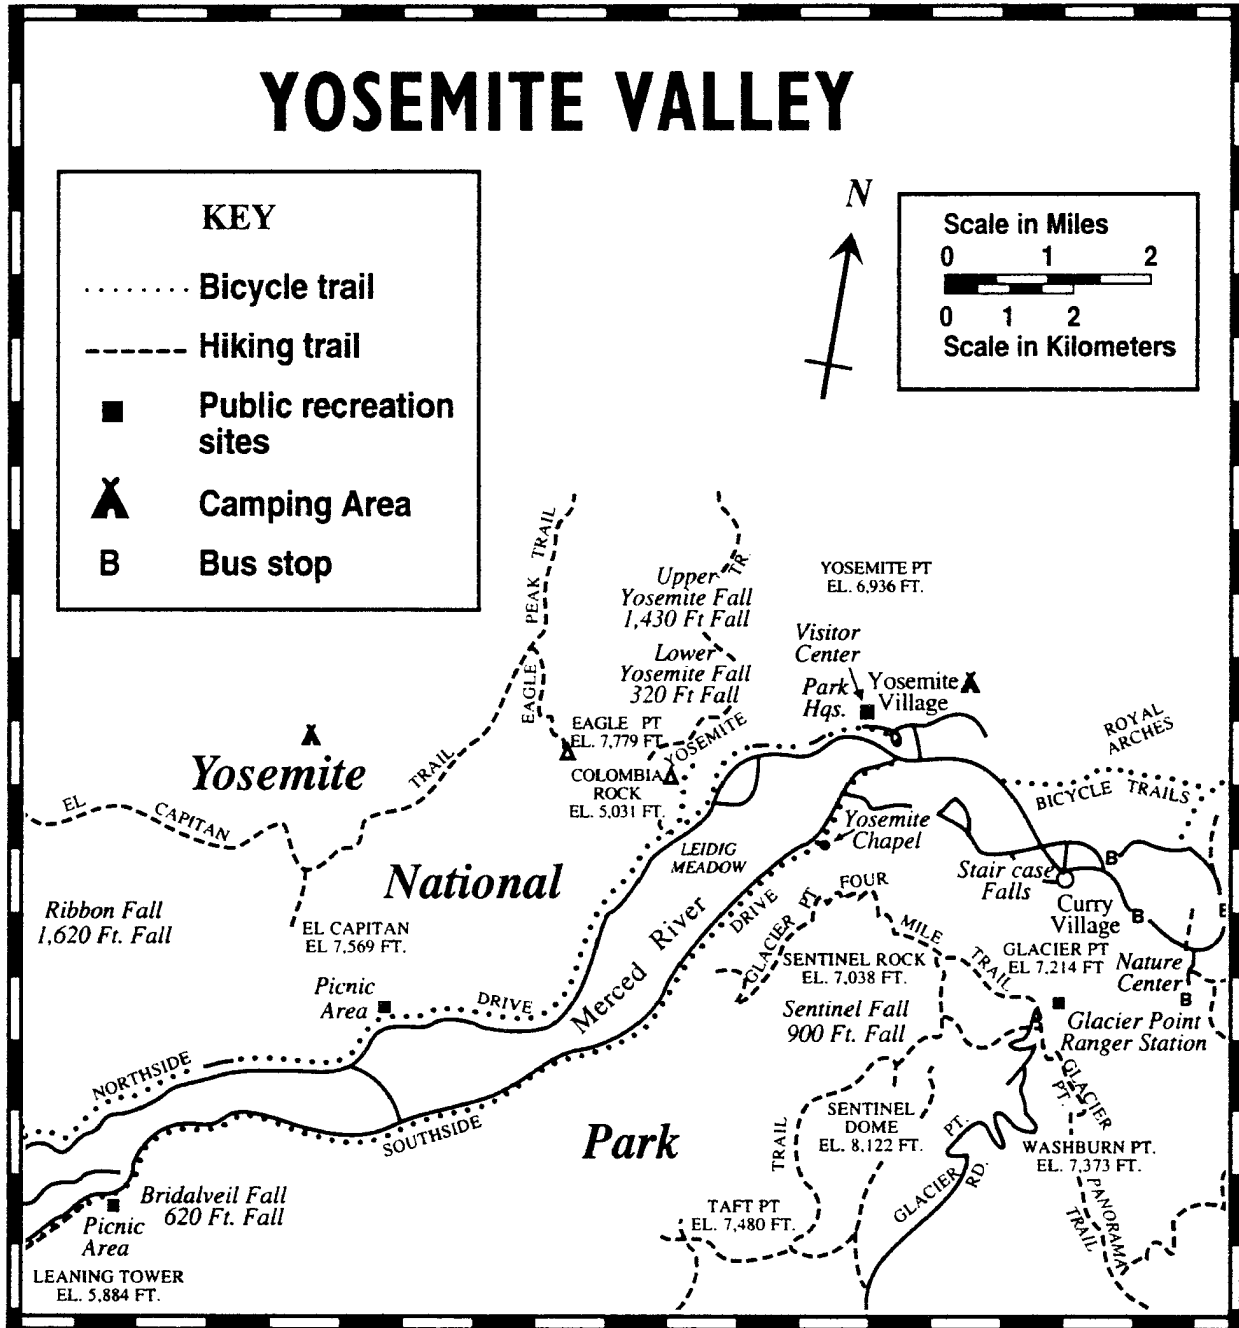 YOSEMITE VALLEY
KEY
Bicycle trail
Hiking trail
Public recreation
sites
Camping Area
B Bus stop
N
Scale in Miles
0 1 2
0 1 2
Scale in Kilometers
EAGLE PEAK TRAIL
TR.
Upper
Yosemite Fall
1,430 Ft Fall
YOSEMITE PT
EL. 6,936 FT.
Lower
Yosemite Fall
320 Ft Fall
Visitor
Center
Park
Hqs.
Yosemite
Village
EAGLE PT
EL. 7,779 FT
YOSEMITE
COLOMBIA
ROCK
EL. 5,031 FT.
ROYAL
ARCHES
BICYCLE TRAILS
Yosemite
National
Park
EL CAPITAN TRAIL
LEIDIG
MEADOW
Yosemite
Chapel
Stair case
Falls
B
Curry
Village
B
B
Ribbon Fall
1,620 Ft. Fall
EL CAPITAN
EL 7,569 FT.
Merced River
DRIVE
GLACIER PT
FOUR MILE TRAIL
SENTINEL ROCK
EL. 7,038 FT.
GLACIER PT
EL 7,214 FT
Nature
Center
B
Picnic
Area
DRIVE
Sentinel Fall
900 Ft. Fall
Glacier Point
Ranger Station
NORTHSIDE
SOUTHSIDE
TRAIL
SENTINEL
DOME
EL. 8,122 FT.
GLACIER PT.
GLACIER PT. RD.
WASHBURN PT.
EL. 7,373 FT.
PANORAMA
TRAIL
Bridalveil Fall
620 Ft. Fall
Picnic
Area
TAFT PT
EL. 7,480 FT.
LEANING TOWER
EL. 5,884 FT.